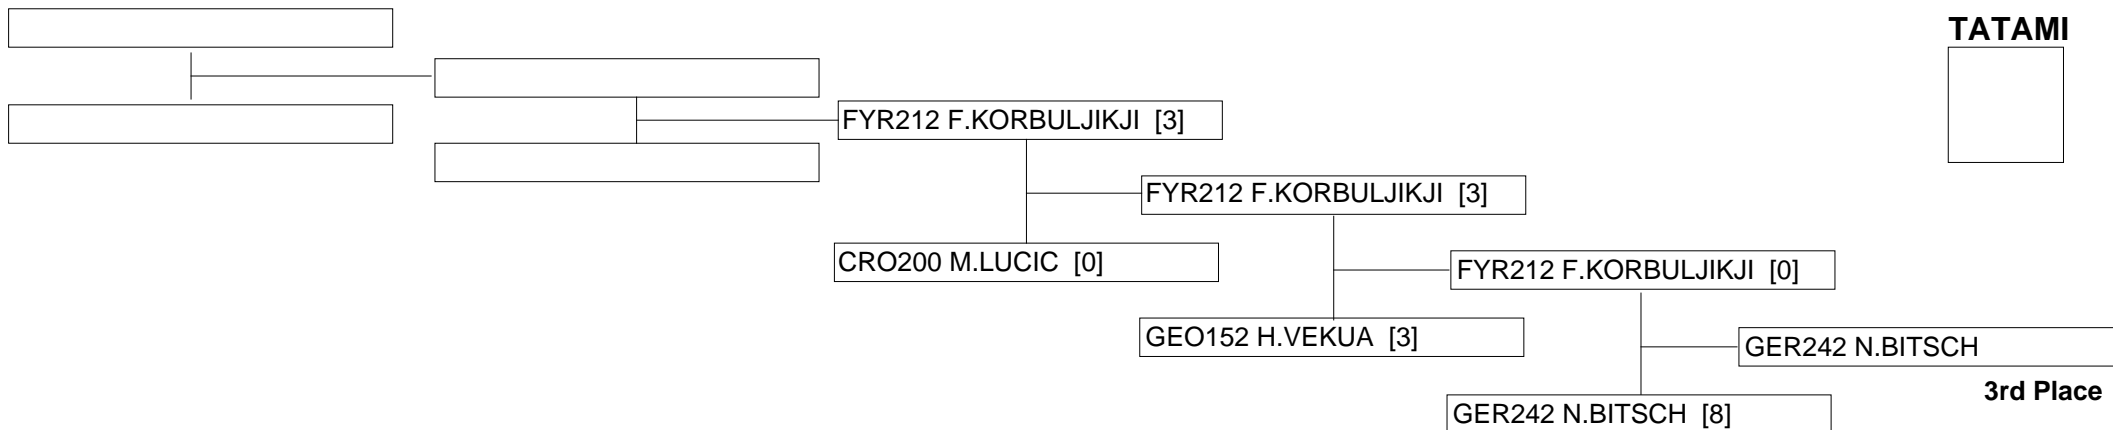 TATAMI
FYR212 F.KORBULJIKJI [3]
FYR212 F.KORBULJIKJI [3]
CRO200 M.LUCIC [0]
FYR212 F.KORBULJIKJI [0]
GEO152 H.VEKUA [3]
GER242 N.BITSCH
3rd Place
GER242 N.BITSCH [8]